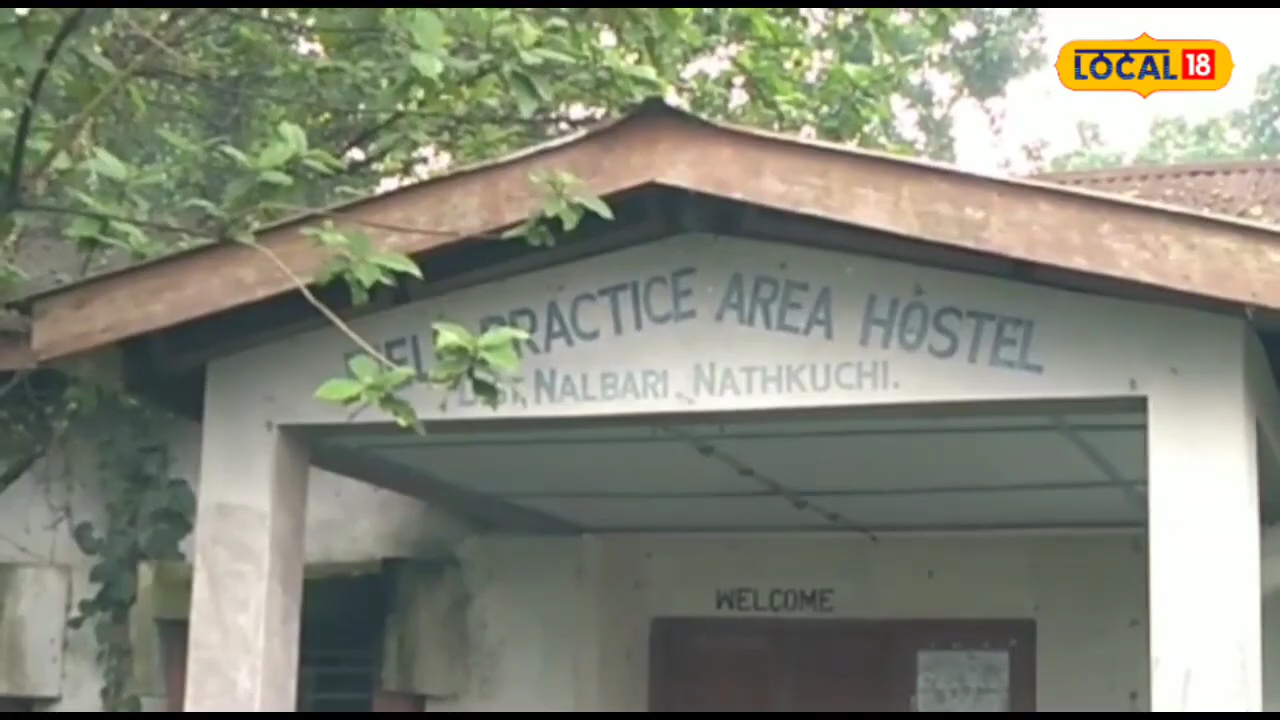 LOCAL 18
PRACTICE AREA HOSTEL
NALBARI, NATHKUCHI.
WELCOME